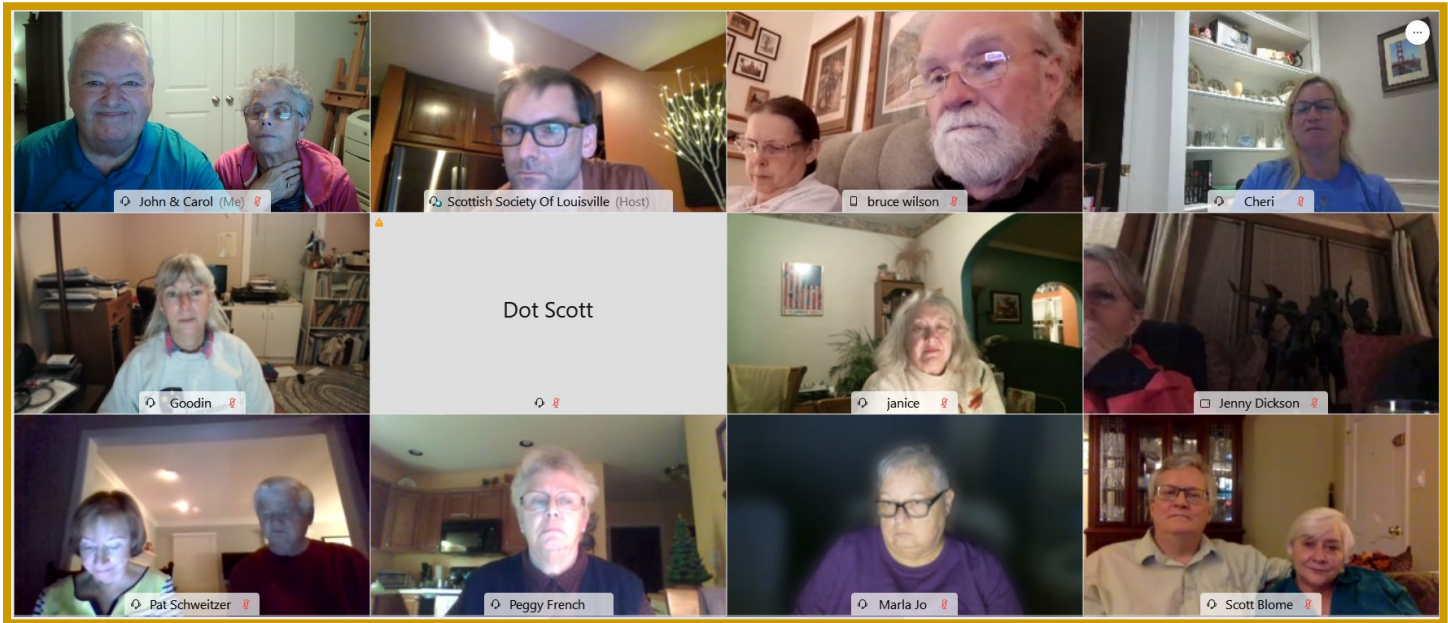 John & Carol (Me)
Scottish Society Of Louisville (Host)
bruce wilson
Cheri
Goodin
Dot Scott
janice
Jenny Dickson
Pat Schweitzer
Peggy French
Marla Jo
Scott Blome